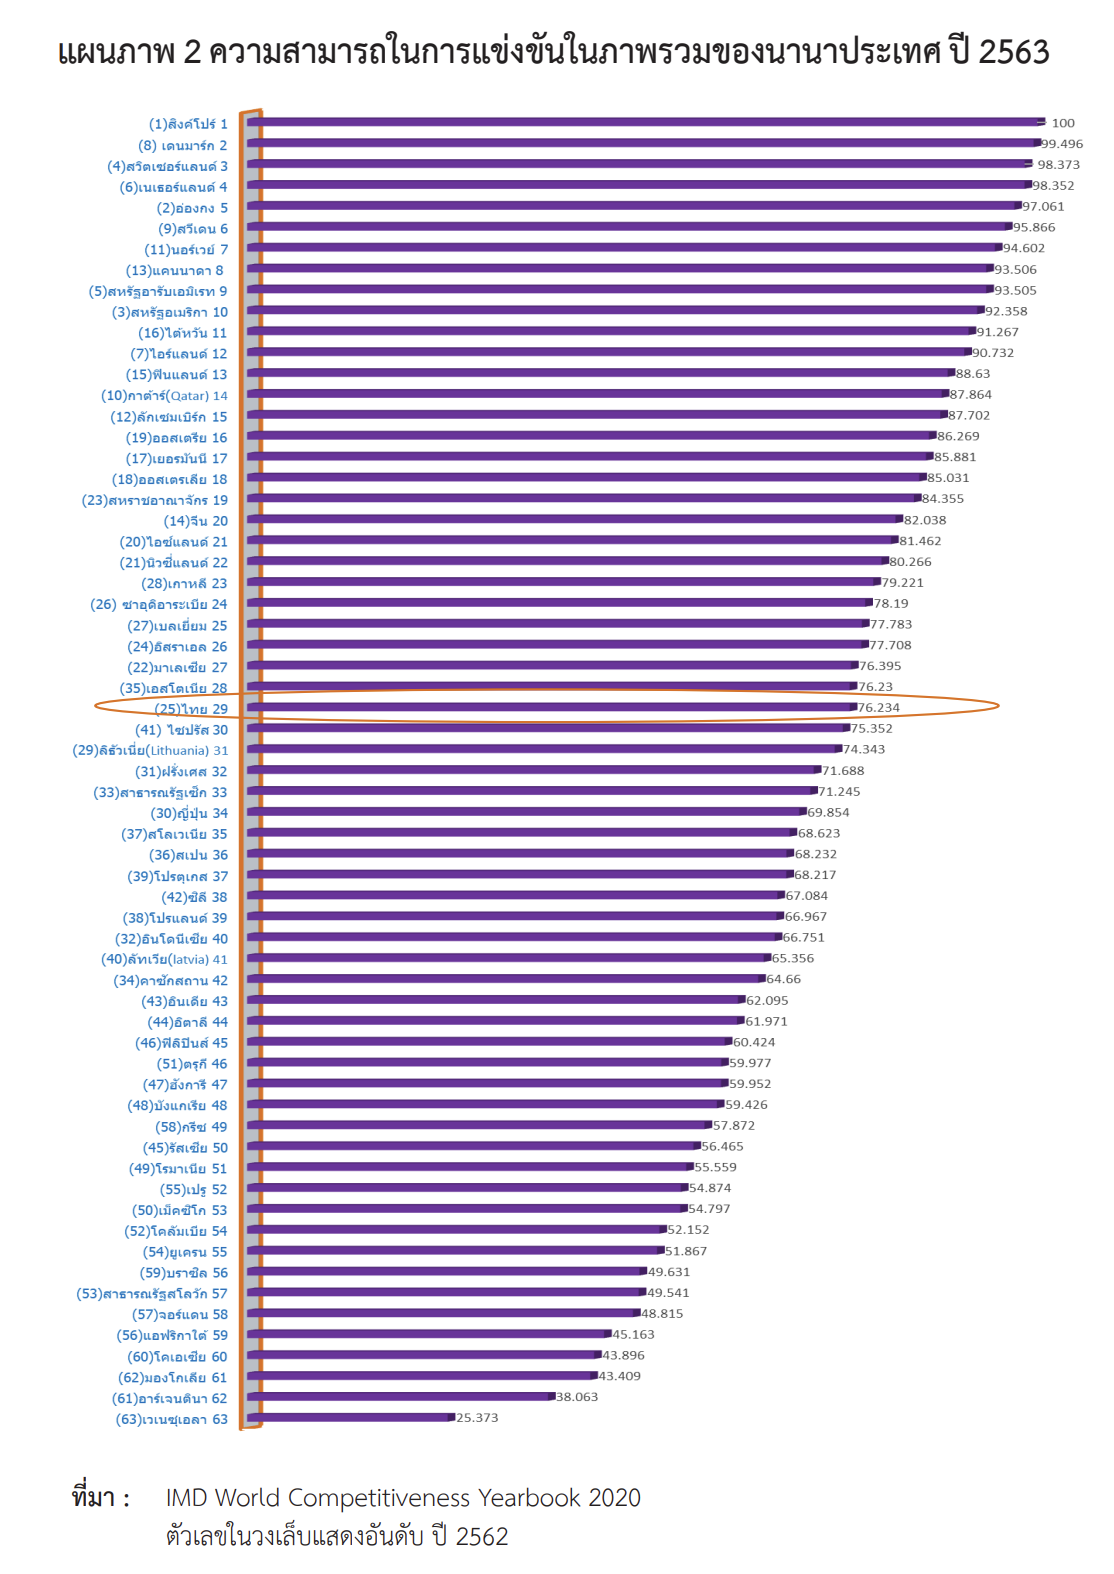 แผนภาพ 2 ความสามารถในการแข่งขันในภาพรวมของนานาประเทศ ปี 2563
(1)สิงค์โปร์ 1 100
(8) เดนมาร์ก 2 99.496
(4)สวิตเซอร์แลนด์ 3 98.373
(6)เนเธอร์แลนด์ 4 98.352
(2)ฮ่องกง 5 97.061
(9)สวีเดน 6 95.866
(11)นอร์เวย์ 7 94.602
(13)แคนนาดา 8 93.506
(5)สหรัฐอารับเอมิเรท 9 93.505
(3)สหรัฐอเมริกา 10 92.358
(16)ไต้หวัน 11 91.267
(7)ไอร์แลนด์ 12 90.732
(15)ฟินแลนด์ 13 88.63
(10)กาต้าร์(Qatar) 14 87.864
(12)ลักเซมเบิร์ก 15 87.702
(19)ออสเตรีย 16 86.269
(17)เยอรมันนี 17 85.881
(18)ออสเตรเลีย 18 85.031
(23)สหราชอาณาจักร 19 84.355
(14)จีน 20 82.038
(20)ไอซ์แลนด์ 21 81.462
(21)นิวซี่แลนด์ 22 80.266
(28)เกาหลี 23 79.221
(26) ซาอุดิอาระเบีย 24 78.19
(27)เบลเยี่ยม 25 77.783
(24)อิสราเอล 26 77.708
(22)มาเลเซีย 27 76.395
(35)เอสโตเนีย 28 76.23
(25)ไทย 29 76.234
(41) ไซปรัส 30 75.352
(29)ลิธัวเนี่ย(Lithuania) 31 74.343
(31)ฝรั่งเศส 32 71.688
(33)สาธารณรัฐเช็ก 33 71.245
(30)ญี่ปุ่น 34 69.854
(37)สโลเวเนีย 35 68.623
(36)สเปน 36 68.232
(39)โปรตุเกส 37 68.217
(42)ชิลี 38 67.084
(38)โปรแลนด์ 39 66.967
(32)อินโดนีเซีย 40 66.751
(40)ลัทเวีย(latvia) 41 65.356
(34)คาซักสถาน 42 64.66
(43)อินเดีย 43 62.095
(44)อิตาลี 44 61.971
(46)ฟิลิปินส์ 45 60.424
(51)ตรุกี 46 59.977
(47)ฮังการี 47 59.952
(48)บังแกเรีย 48 59.426
(58)กรีซ 49 57.872
(45)รัสเซีย 50 56.465
(49)โรมาเนีย 51 55.559
(55)เปรู 52 54.874
(50)เม็คซิโก 53 54.797
(52)โคลัมเบีย 54 52.152
(54)ยูเครน 55 51.867
(59)บราซิล 56 49.631
(53)สาธารณรัฐสโลวัก 57 49.541
(57)จอร์แดน 58 48.815
(56)แอฟริกาใต้ 59 45.163
(60)โคเอเชีย 60 43.896
(62)มองโกเลีย 61 43.409
(61)อาร์เจนตินา 62 38.063
(63)เวเนซุเอลา 63 25.373
ที่มา : IMD World Competitiveness Yearbook 2020
ตัวเลขในวงเล็บแสดงอันดับ ปี 2562